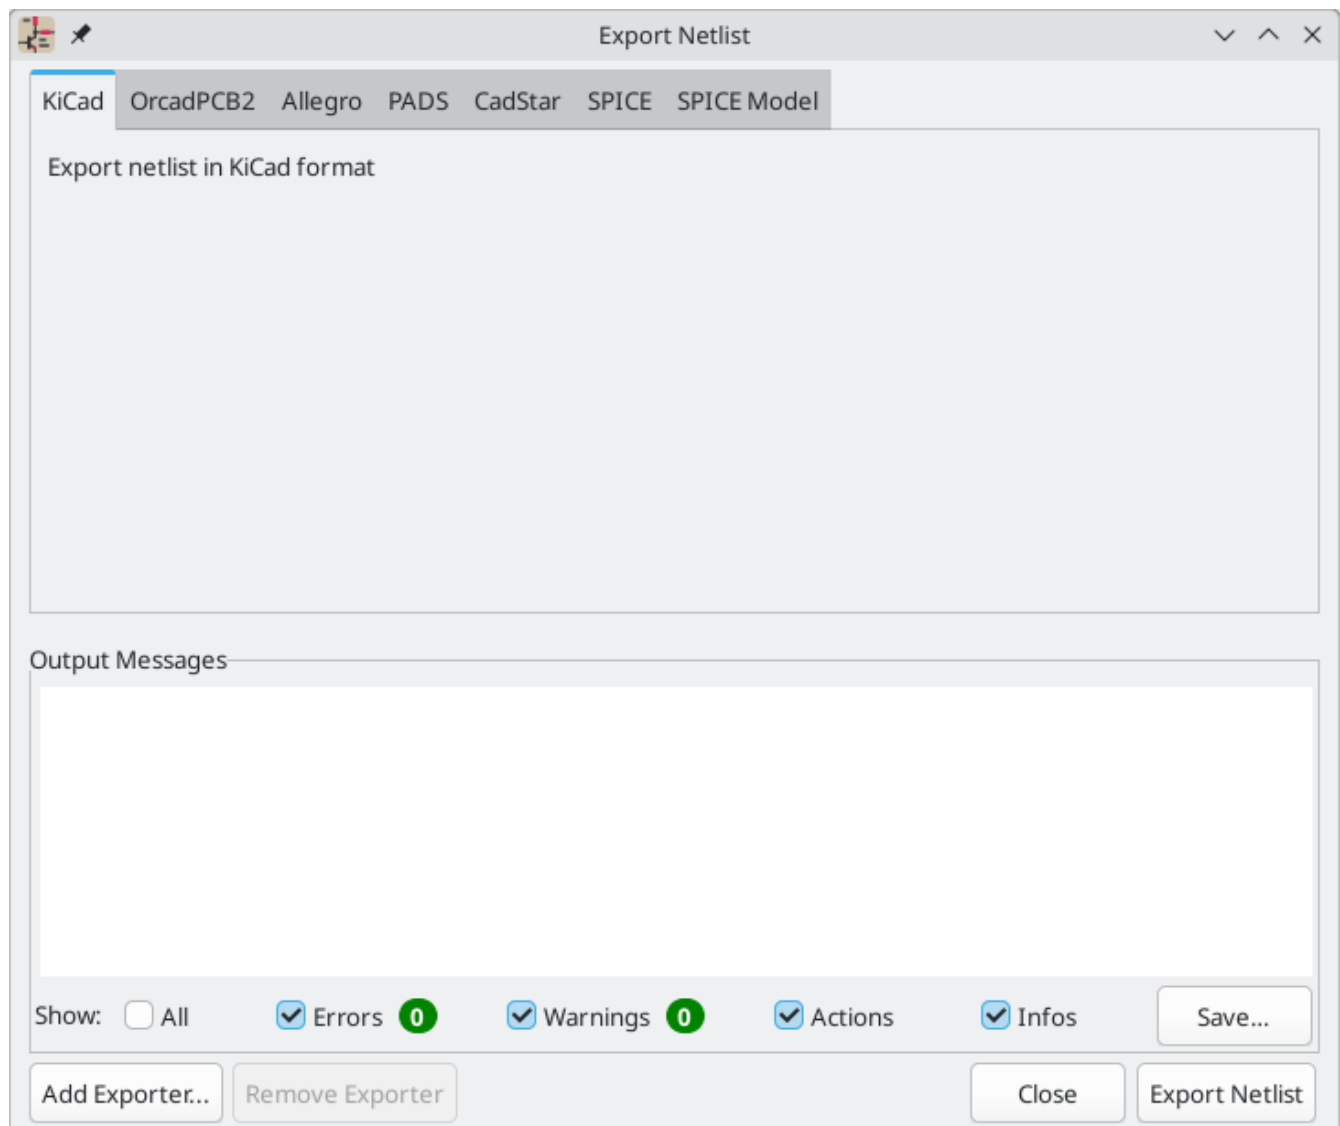 Export Netlist
KiCad OrcadPCB2 Allegro PADS CadStar SPICE SPICE Model
Export netlist in KiCad format
Output Messages
Show: All Errors 0 Warnings 0 Actions Infos Save...
Add Exporter... Remove Exporter Close Export Netlist